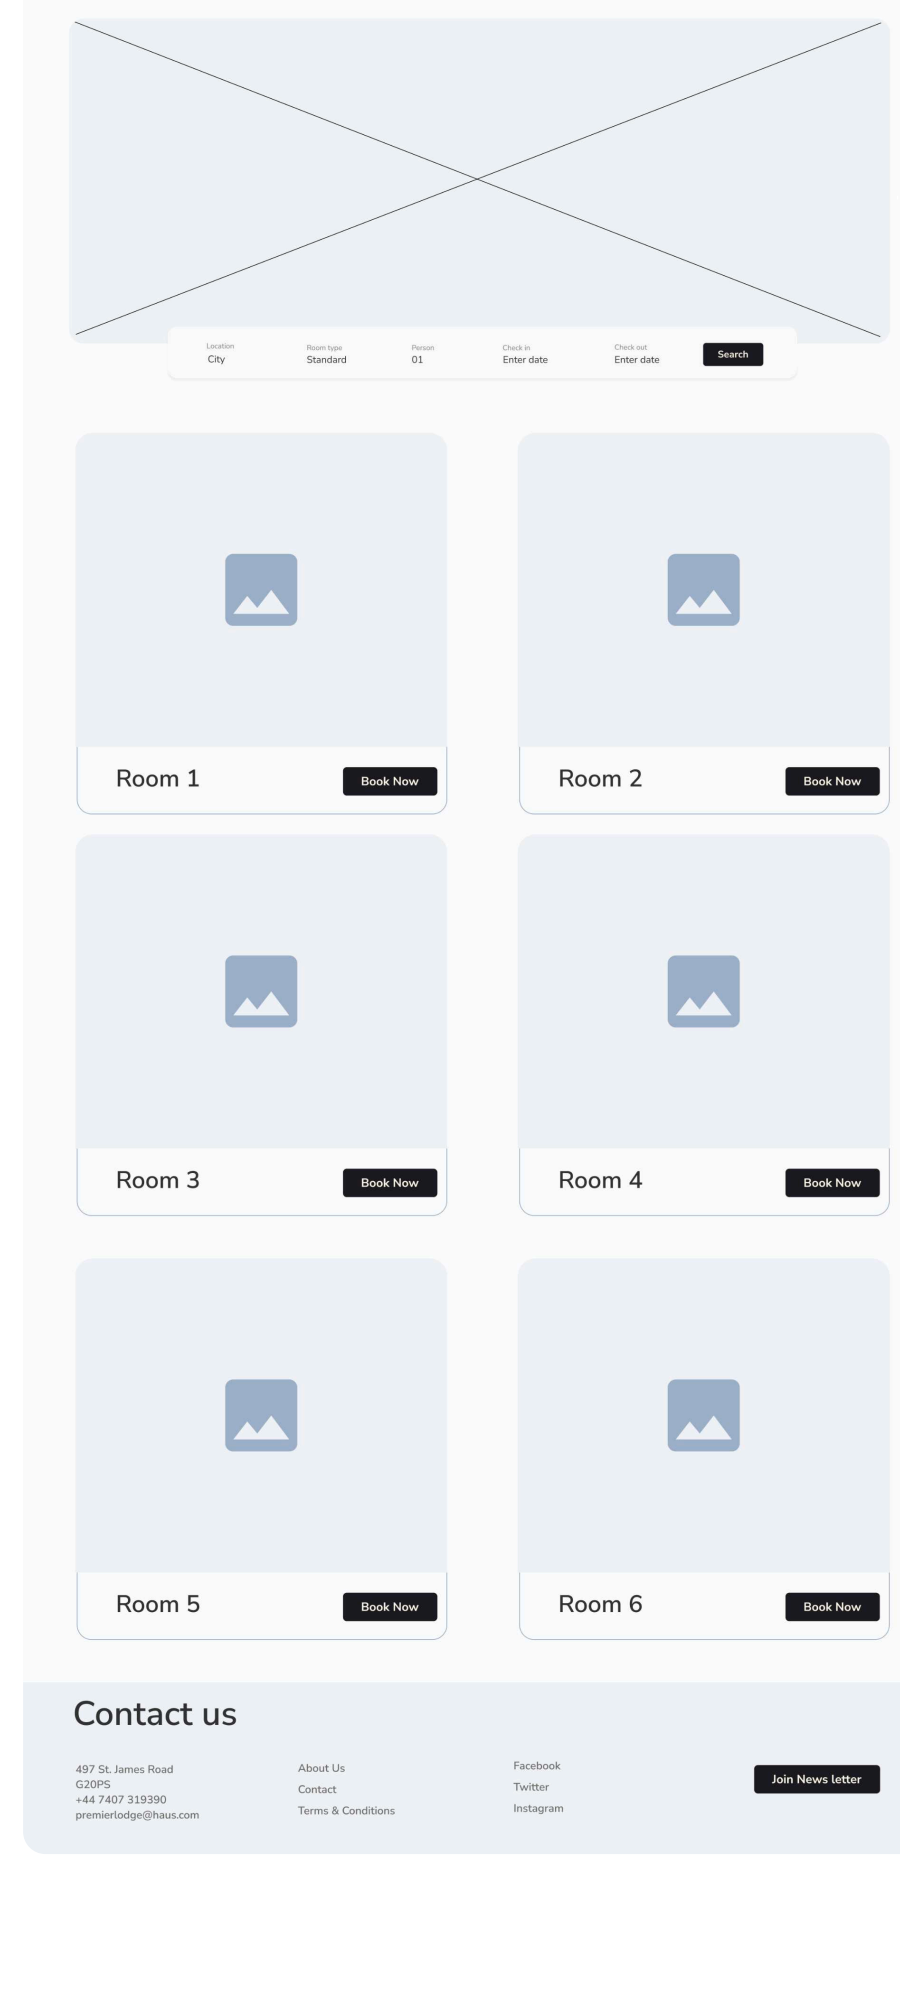 Location
City
Room type
Standard
Person
01
Check in
Enter date
Check out
Enter date
Search
Room 1
Book Now
Room 2
Book Now
Room 3
Book Now
Room 4
Book Now
Room 5
Book Now
Room 6
Book Now
Contact us
497 St. James Road
G20PS
+44 7407 319390
premierlodge@haus.com
About Us
Contact
Terms & Conditions
Facebook
Twitter
Instagram
Join News letter